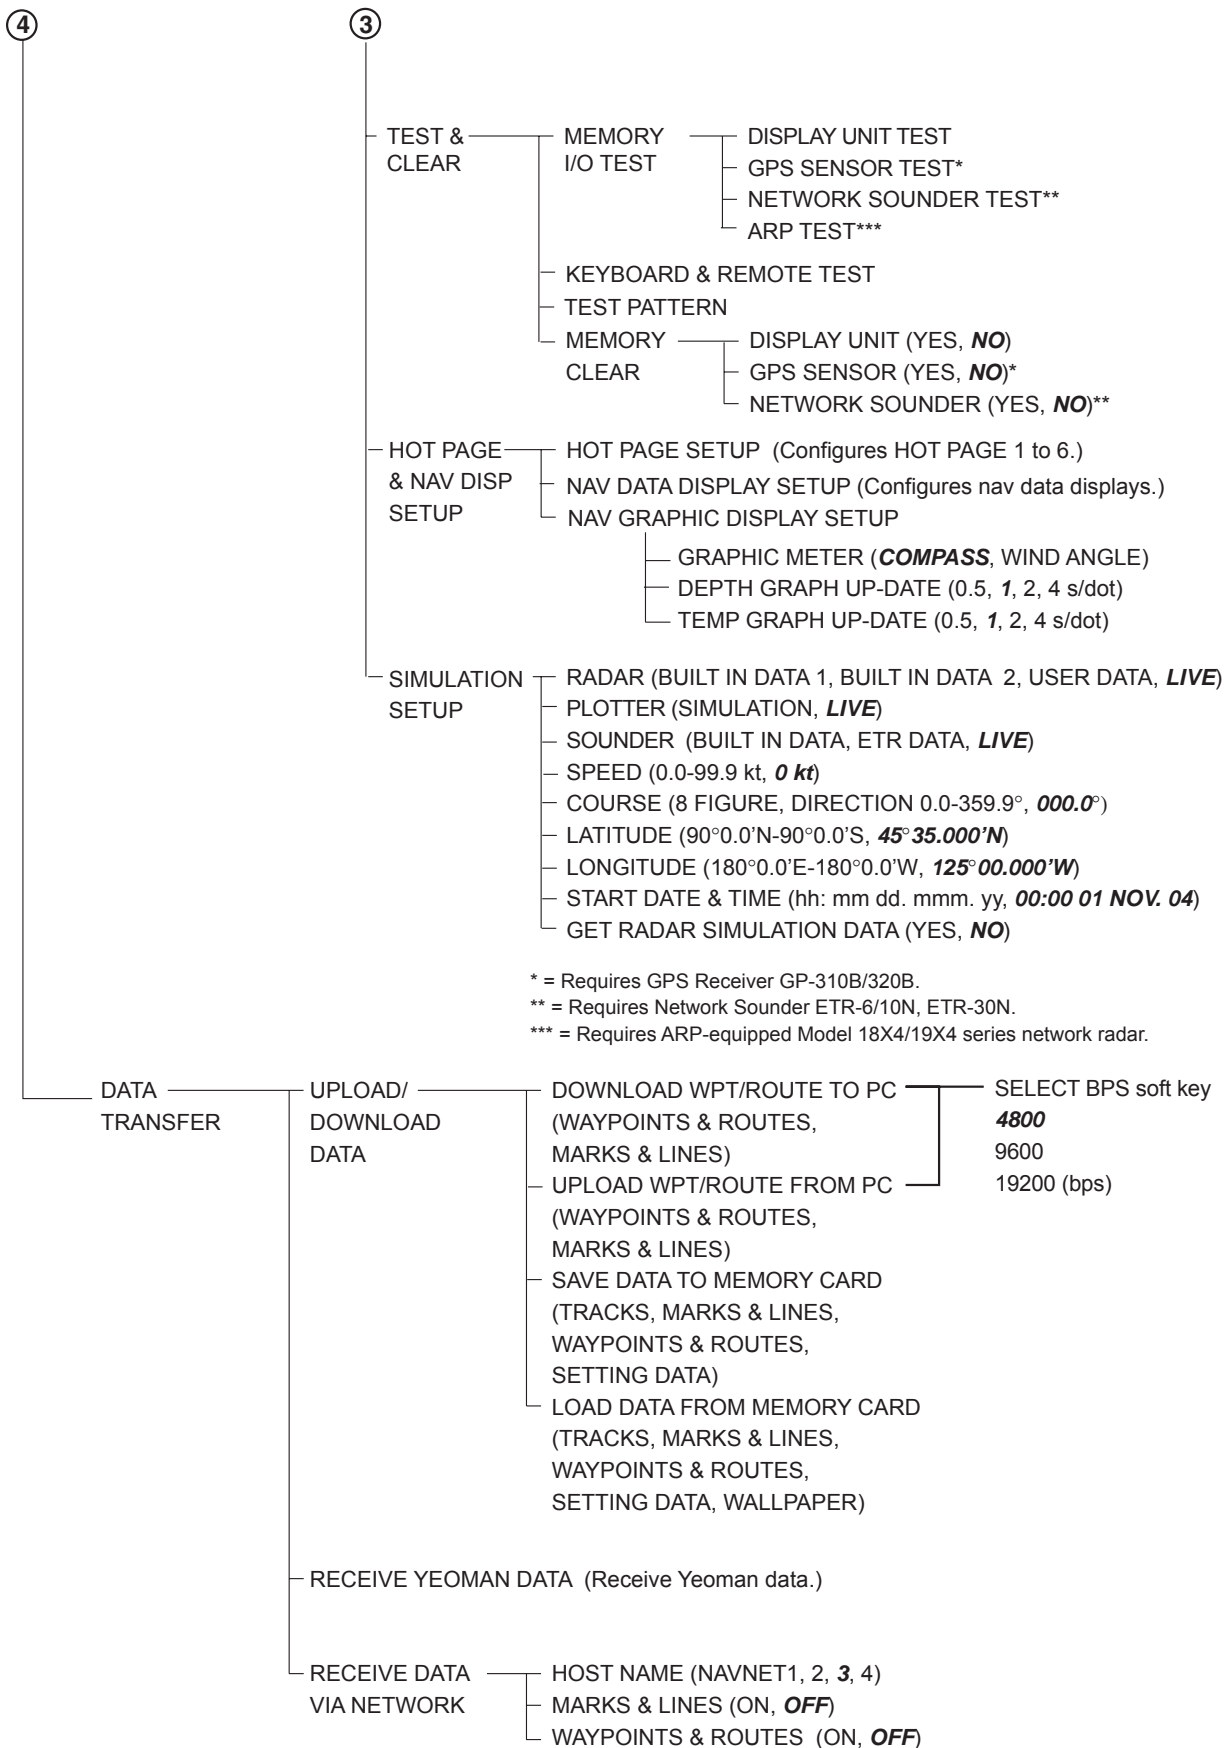 4
3
TEST &
CLEAR
MEMORY
I/O TEST
DISPLAY UNIT TEST
GPS SENSOR TEST*
NETWORK SOUNDER TEST**
ARP TEST***
KEYBOARD & REMOTE TEST
TEST PATTERN
MEMORY
CLEAR
DISPLAY UNIT (YES, NO)
GPS SENSOR (YES, NO)*
NETWORK SOUNDER (YES, NO)**
HOT PAGE
& NAV DISP
SETUP
HOT PAGE SETUP (Configures HOT PAGE 1 to 6.)
NAV DATA DISPLAY SETUP (Configures nav data displays.)
NAV GRAPHIC DISPLAY SETUP
GRAPHIC METER (COMPASS, WIND ANGLE)
DEPTH GRAPH UP-DATE (0.5, 1, 2, 4 s/dot)
TEMP GRAPH UP-DATE (0.5, 1, 2, 4 s/dot)
SIMULATION
SETUP
RADAR (BUILT IN DATA 1, BUILT IN DATA 2, USER DATA, LIVE)
PLOTTER (SIMULATION, LIVE)
SOUNDER (BUILT IN DATA, ETR DATA, LIVE)
SPEED (0.0-99.9 kt, 0 kt)
COURSE (8 FIGURE, DIRECTION 0.0-359.9°, 000.0°)
LATITUDE (90°0.0’N-90°0.0’S, 45°35.000’N)
LONGITUDE (180°0.0’E-180°0.0’W, 125°00.000’W)
START DATE & TIME (hh: mm dd. mmm. yy, 00:00 01 NOV. 04)
GET RADAR SIMULATION DATA (YES, NO)
* = Requires GPS Receiver GP-310B/320B.
** = Requires Network Sounder ETR-6/10N, ETR-30N.
*** = Requires ARP-equipped Model 18X4/19X4 series network radar.
DATA
TRANSFER
UPLOAD/
DOWNLOAD
DATA
DOWNLOAD WPT/ROUTE TO PC
(WAYPOINTS & ROUTES,
MARKS & LINES)
UPLOAD WPT/ROUTE FROM PC
(WAYPOINTS & ROUTES,
MARKS & LINES)
SELECT BPS soft key
4800
9600
19200 (bps)
SAVE DATA TO MEMORY CARD
(TRACKS, MARKS & LINES,
WAYPOINTS & ROUTES,
SETTING DATA)
LOAD DATA FROM MEMORY CARD
(TRACKS, MARKS & LINES,
WAYPOINTS & ROUTES,
SETTING DATA, WALLPAPER)
RECEIVE YEOMAN DATA (Receive Yeoman data.)
RECEIVE DATA
VIA NETWORK
HOST NAME (NAVNET1, 2, 3, 4)
MARKS & LINES (ON, OFF)
WAYPOINTS & ROUTES (ON, OFF)